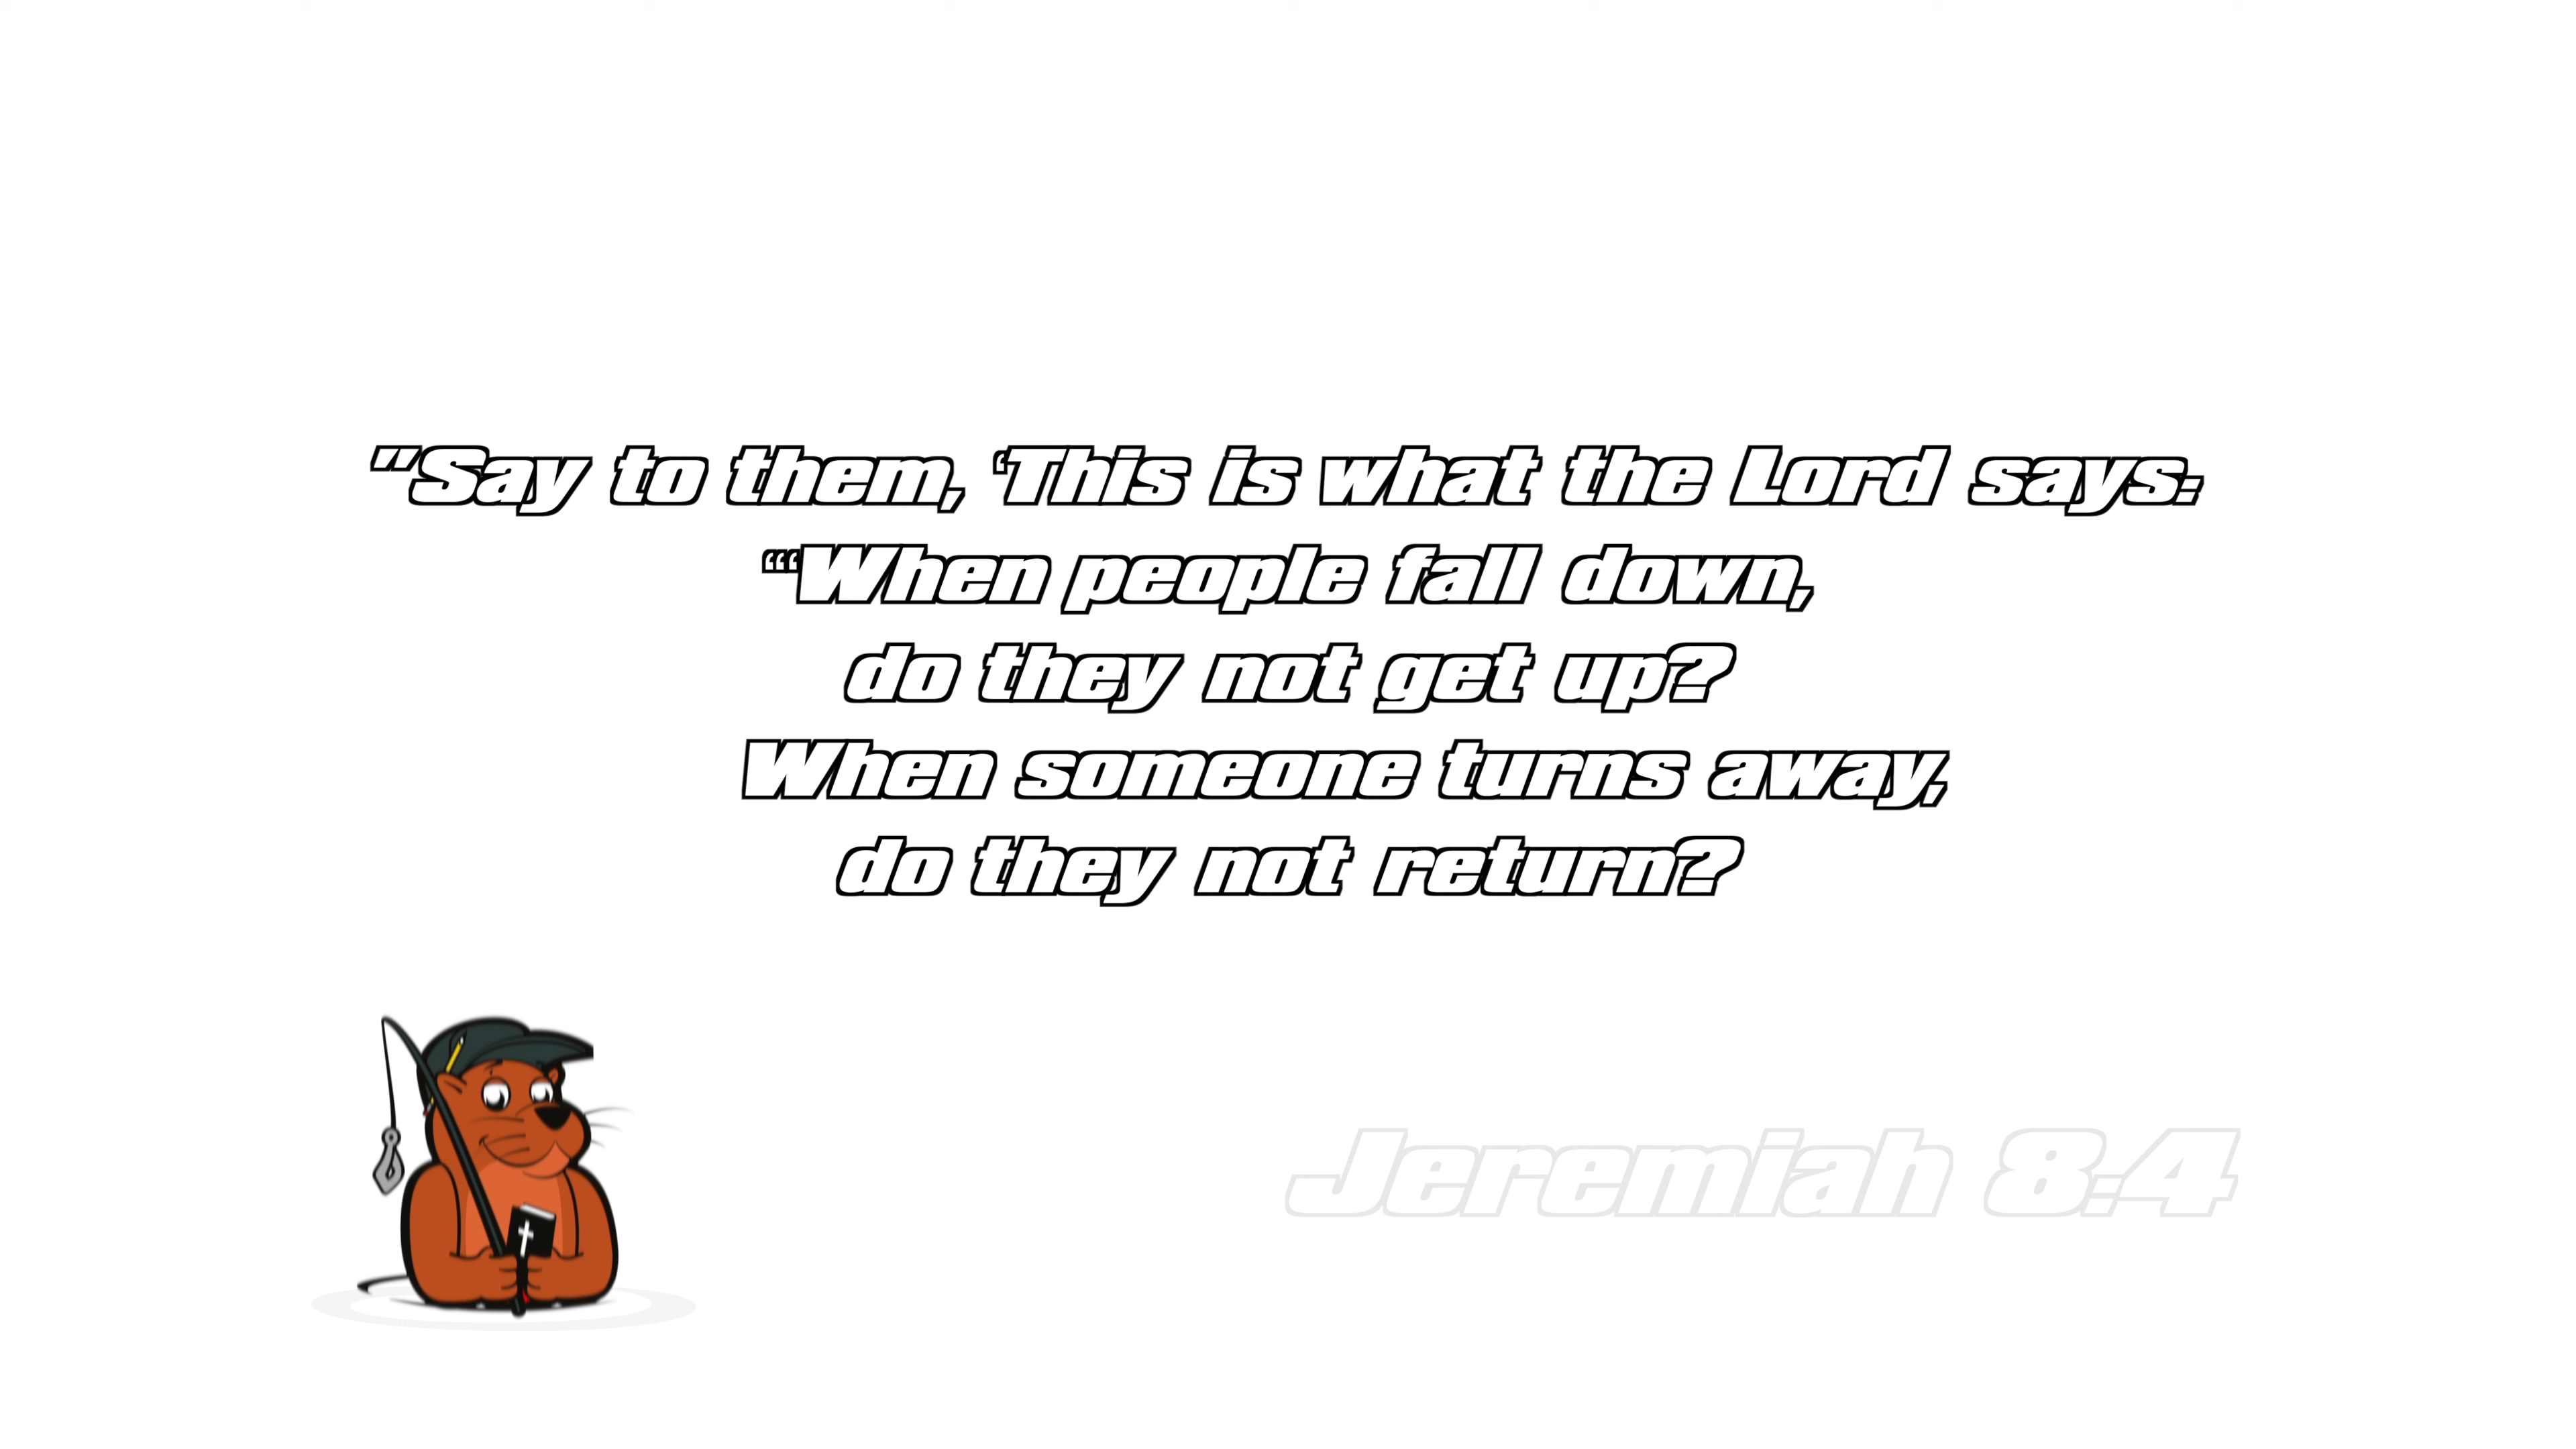 "Say to them, ‘This is what the Lord says:
“‘When people fall down,
do they not get up?
When someone turns away,
do they not return?
Jeremiah 8:4